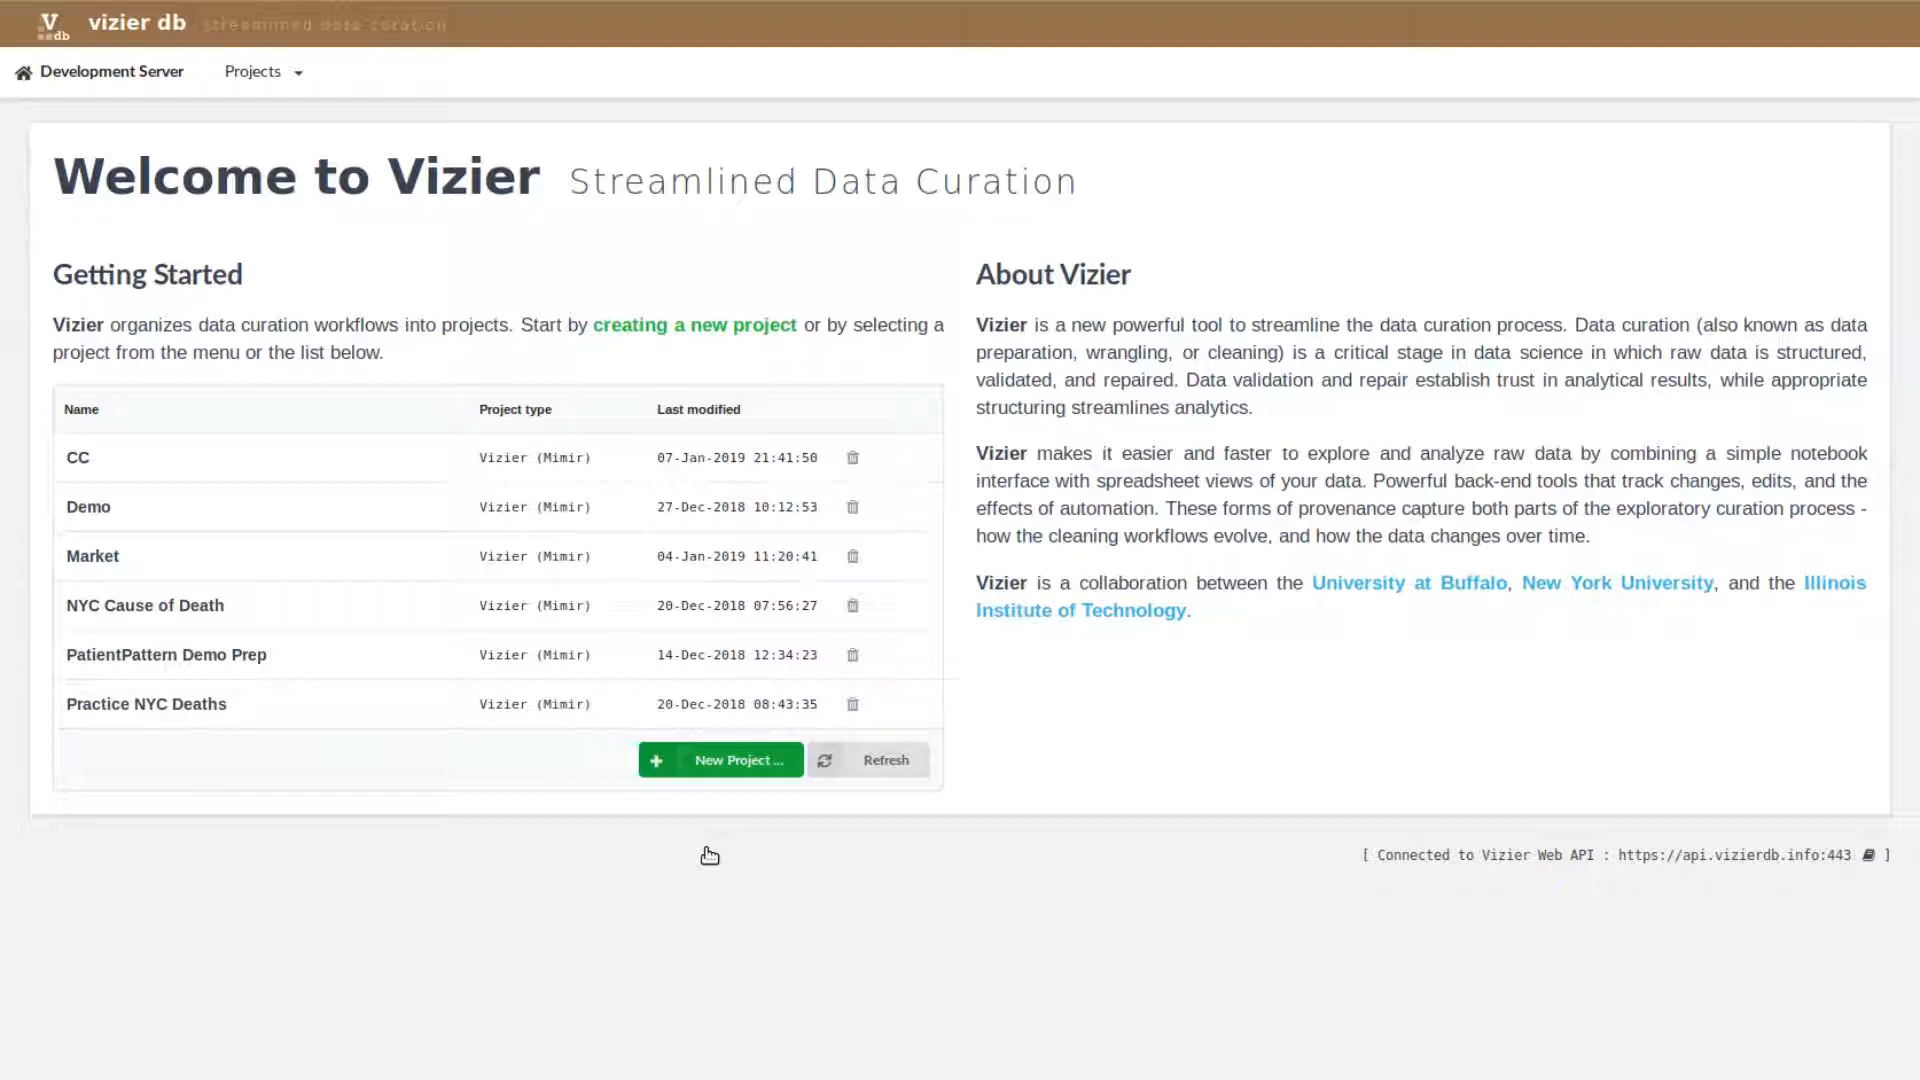 V
db
vizier db streamlined data curation
Development Server Projects
Welcome to Vizier Streamlined Data Curation
Getting Started
Vizier organizes data curation workflows into projects. Start by creating a new project or by selecting a
project from the menu or the list below.
Name Project type Last modified
CC Vizier (Mimir) 07-Jan-2019 21:41:50
Demo Vizier (Mimir) 27-Dec-2018 10:12:53
Market Vizier (Mimir) 04-Jan-2019 11:20:41
NYC Cause of Death Vizier (Mimir) 20-Dec-2018 07:56:27
PatientPattern Demo Prep Vizier (Mimir) 14-Dec-2018 12:34:23
Practice NYC Deaths Vizier (Mimir) 20-Dec-2018 08:43:35
New Project ... Refresh
About Vizier
Vizier is a new powerful tool to streamline the data curation process. Data curation (also known as data
preparation, wrangling, or cleaning) is a critical stage in data science in which raw data is structured,
validated, and repaired. Data validation and repair establish trust in analytical results, while appropriate
structuring streamlines analytics.
Vizier makes it easier and faster to explore and analyze raw data by combining a simple notebook
interface with spreadsheet views of your data. Powerful back-end tools that track changes, edits, and the
effects of automation. These forms of provenance capture both parts of the exploratory curation process -
how the cleaning workflows evolve, and how the data changes over time.
Vizier is a collaboration between the University at Buffalo, New York University, and the Illinois
Institute of Technology.
[ Connected to Vizier Web API : https://api.vizierdb.info:443 ]